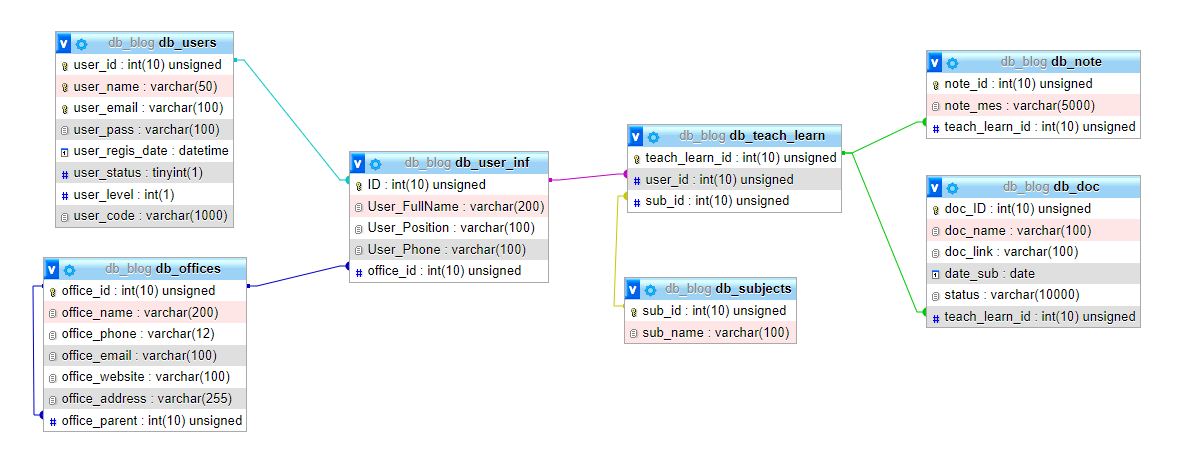 db_blog db_users
user_id : int(10) unsigned
user_name : varchar(50)
user_email : varchar(100)
user_pass : varchar(100)
user_regis_date : datetime
user_status : tinyint(1)
user_level : int(1)
user_code : varchar(1000)
db_blog db_offices
office_id : int(10) unsigned
office_name : varchar(200)
office_phone : varchar(12)
office_email : varchar(100)
office_website : varchar(100)
office_address : varchar(255)
office_parent : int(10) unsigned
db_blog db_user_inf
ID : int(10) unsigned
User_FullName : varchar(200)
User_Position : varchar(100)
User_Phone : varchar(100)
office_id : int(10) unsigned
db_blog db_teach_learn
teach_learn_id : int(10) unsigned
user_id : int(10) unsigned
sub_id : int(10) unsigned
db_blog db_subjects
sub_id : int(10) unsigned
sub_name : varchar(100)
db_blog db_note
note_id : int(10) unsigned
note_mes : varchar(5000)
teach_learn_id : int(10) unsigned
db_blog db_doc
doc_ID : int(10) unsigned
doc_name : varchar(100)
doc_link : varchar(100)
date_sub : date
status : varchar(10000)
teach_learn_id : int(10) unsigned